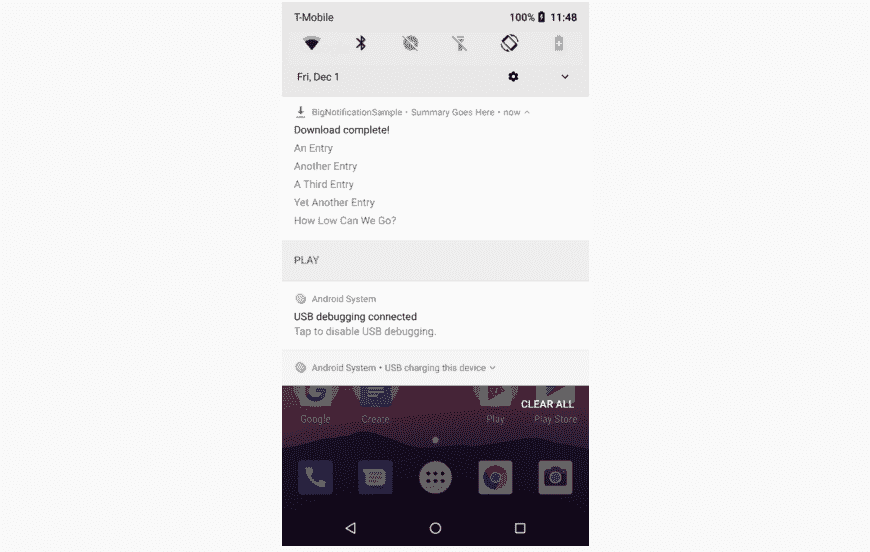 T-Mobile 100% 11:48
Fri, Dec 1
BigNotificationSample • Summary Goes Here • now
Download complete!
An Entry
Another Entry
A Third Entry
Yet Another Entry
How Low Can We Go?
PLAY
Android System
USB debugging connected
Tap to disable USB debugging.
Android System • USB charging this device
CLEAR ALL
Google Create Play Play Store